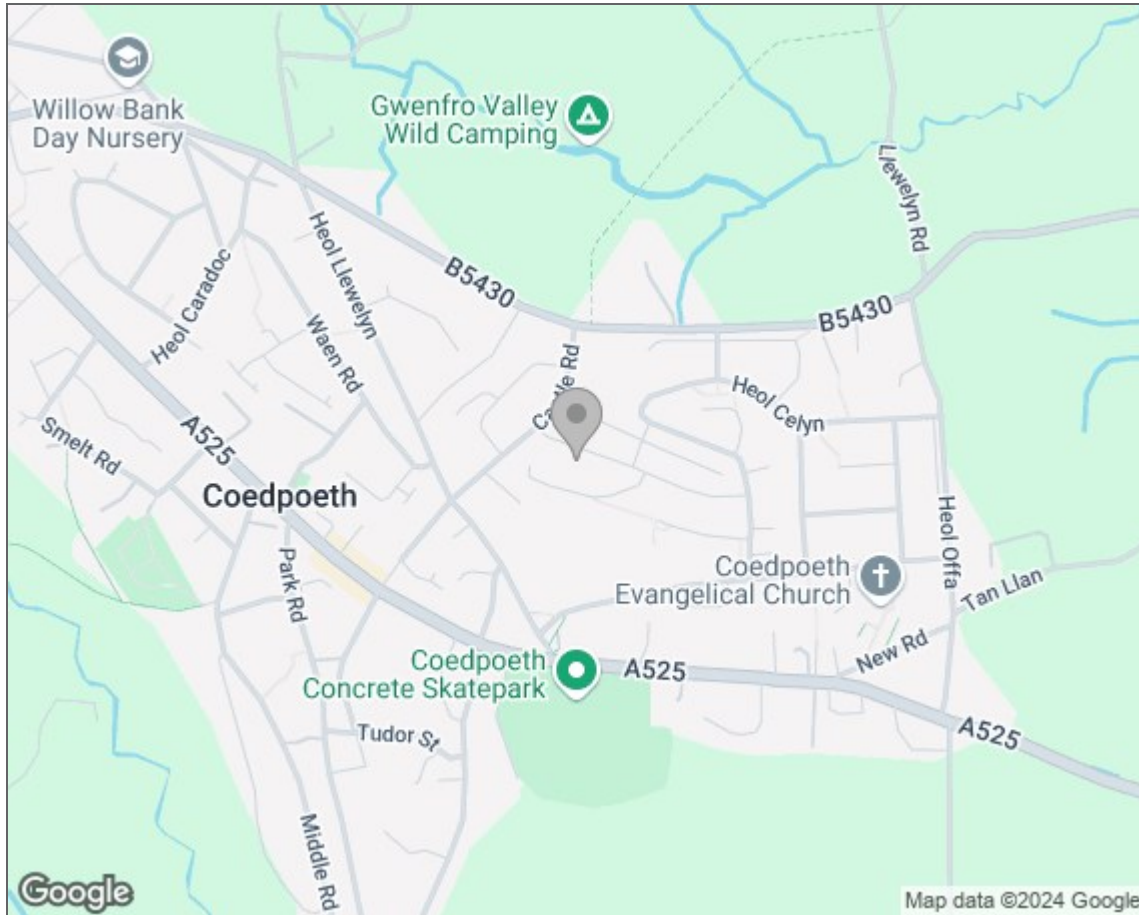 Willow Bank
Day Nursery
Gwenfro Valley
Wild Camping
Llewelyn Rd
Heol Llewelyn
B5430
B5430
Heol Caradoc
Waen Rd
Heol Celyn
A525
Smelt Rd
Coedpoeth
Heol Offa
Park Rd
Coedpoeth
Evangelical Church
Tan Llan
New Rd
Coedpoeth
Concrete Skatepark
A525
Tudor St
A525
Middle Rd
Google
Map data ©2024 Google